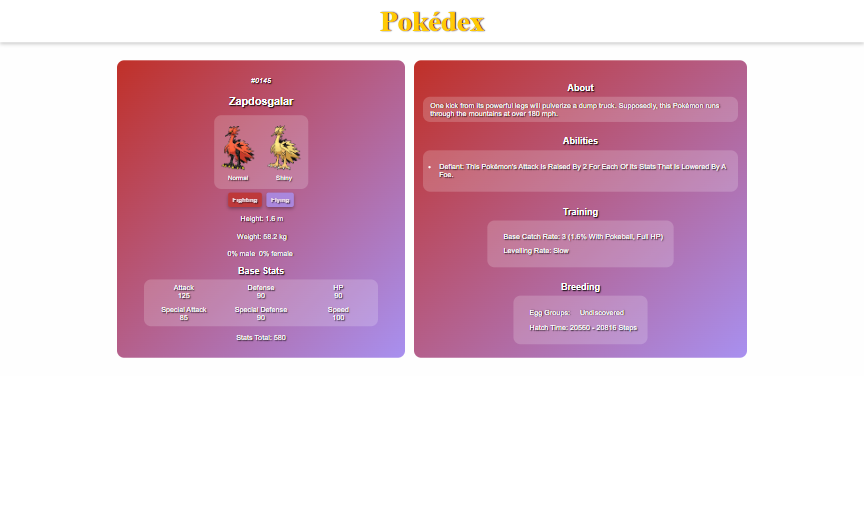 Pokédex
#0145
Zapdosgalar
Normal Shiny
Fighting Flying
Height: 1.6 m
Weight: 58.2 kg
0% male 0% female
Base Stats
Attack Defense HP
125 90 90
Special Attack Special Defense Speed
85 90 100
Stats Total: 580
About
One kick from its powerful legs will pulverize a dump truck. Supposedly, this Pokémon runs
through the mountains at over 180 mph.
Abilities
Defiant: This Pokémon's Attack Is Raised By 2 For Each Of Its Stats That Is Lowered By A
Foe.
Training
Base Catch Rate: 3 (1.6% With Pokeball, Full HP)
Levelling Rate: Slow
Breeding
Egg Groups: Undiscovered
Hatch Time: 20560 - 20816 Steps